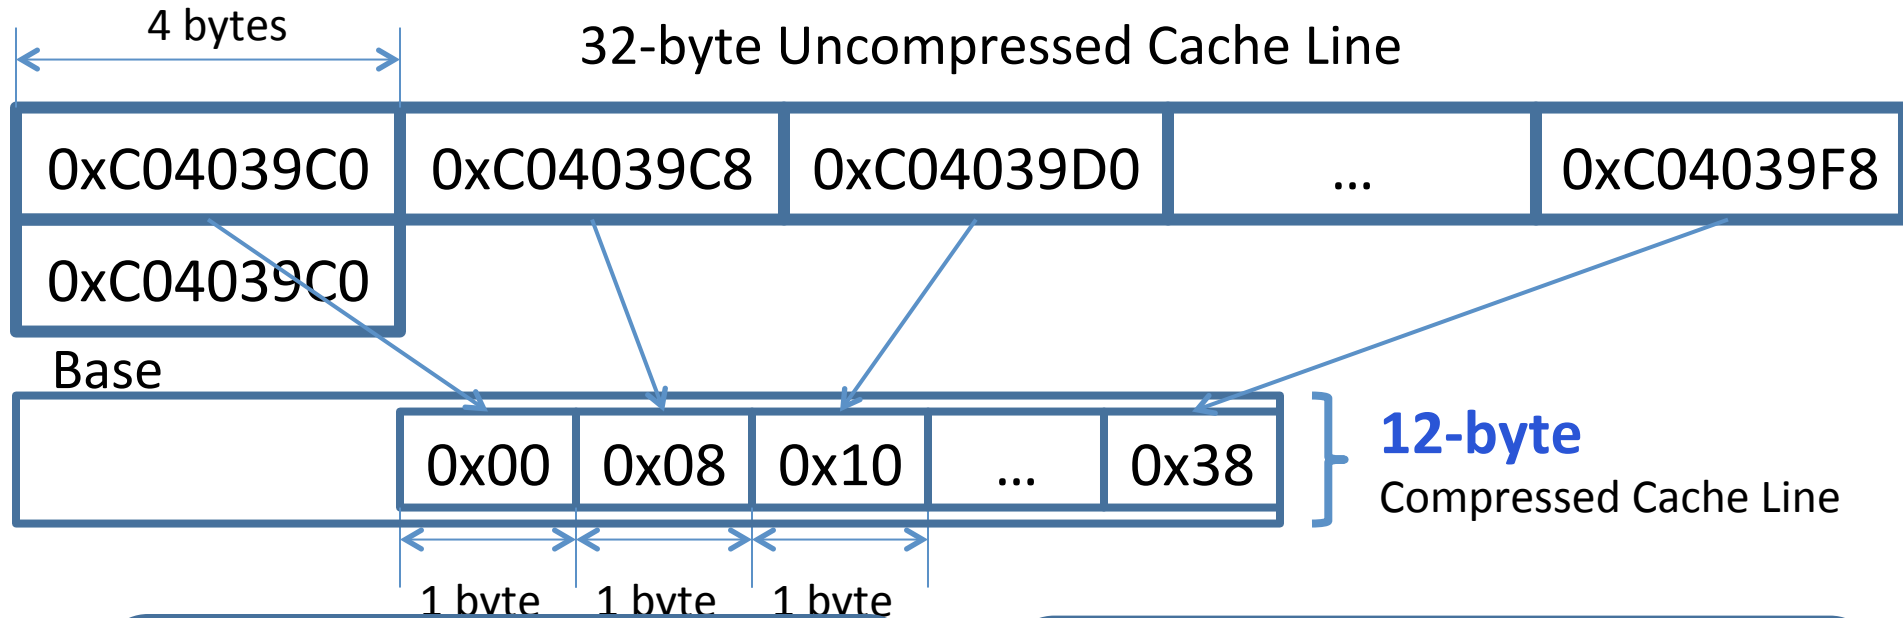 4 bytes
32-byte Uncompressed Cache Line
0xC04039C0 0xC04039C8 0xC04039D0 … 0xC04039F8
0xC04039C0
Base
0x00 0x08 0x10 … 0x38
12-byte
Compressed Cache Line
1 byte 1 byte 1 byte